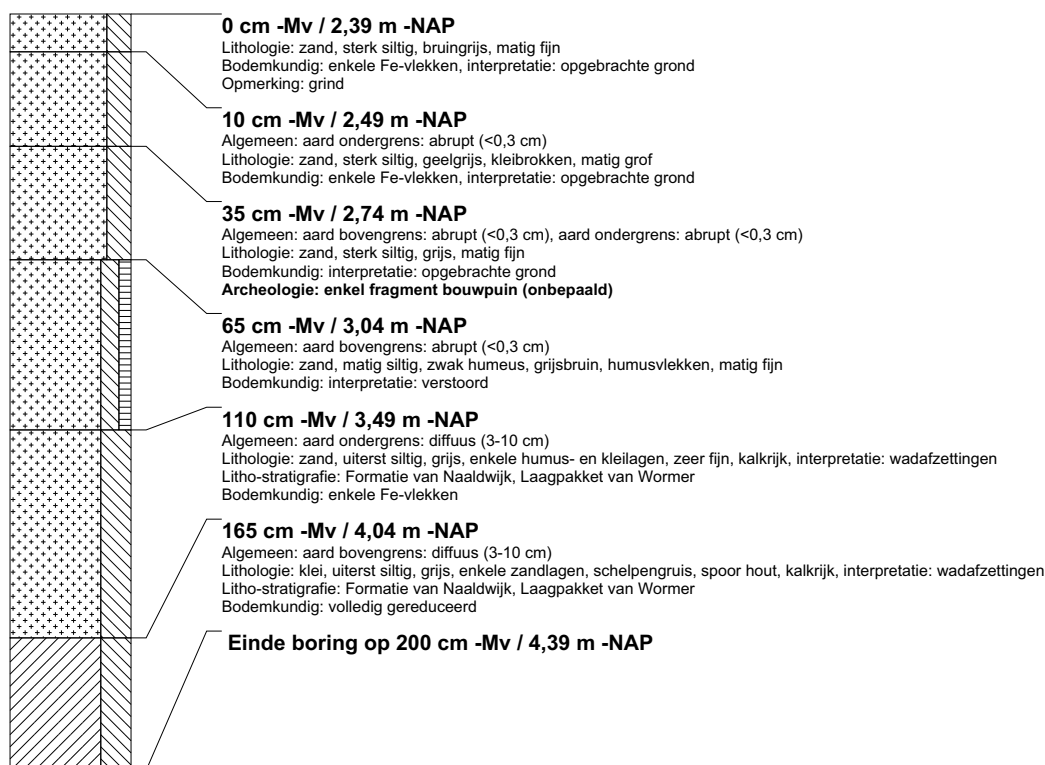 0 cm -Mv / 2,39 m -NAP
Lithologie: zand, sterk siltig, bruingrijs, matig fijn
Bodemkundig: enkele Fe-vlekken, interpretatie: opgebrachte grond
Opmerking: grind
10 cm -Mv / 2,49 m -NAP
Algemeen: aard ondergrens: abrupt (<0,3 cm)
Lithologie: zand, sterk siltig, geelgrijs, kleibrokken, matig grof
Bodemkundig: enkele Fe-vlekken, interpretatie: opgebrachte grond
35 cm -Mv / 2,74 m -NAP
Algemeen: aard bovengrens: abrupt (<0,3 cm), aard ondergrens: abrupt (<0,3 cm)
Lithologie: zand, sterk siltig, grijs, matig fijn
Bodemkundig: interpretatie: opgebrachte grond
Archeologie: enkel fragment bouwpuin (onbepaald)
65 cm -Mv / 3,04 m -NAP
Algemeen: aard bovengrens: abrupt (<0,3 cm)
Lithologie: zand, matig siltig, zwak humeus, grijsbruin, humusvlekken, matig fijn
Bodemkundig: interpretatie: verstoord
110 cm -Mv / 3,49 m -NAP
Algemeen: aard ondergrens: diffuus (3-10 cm)
Lithologie: zand, uiterst siltig, grijs, enkele humus- en kleilagen, zeer fijn, kalkrijk, interpretatie: wadafzettingen
Litho-stratigrafie: Formatie van Naaldwijk, Laagpakket van Wormer
Bodemkundig: enkele Fe-vlekken
165 cm -Mv / 4,04 m -NAP
Algemeen: aard bovengrens: diffuus (3-10 cm)
Lithologie: klei, uiterst siltig, grijs, enkele zandlagen, schelpengruis, spoor hout, kalkrijk, interpretatie: wadafzettingen
Litho-stratigrafie: Formatie van Naaldwijk, Laagpakket van Wormer
Bodemkundig: volledig gereduceerd
Einde boring op 200 cm -Mv / 4,39 m -NAP